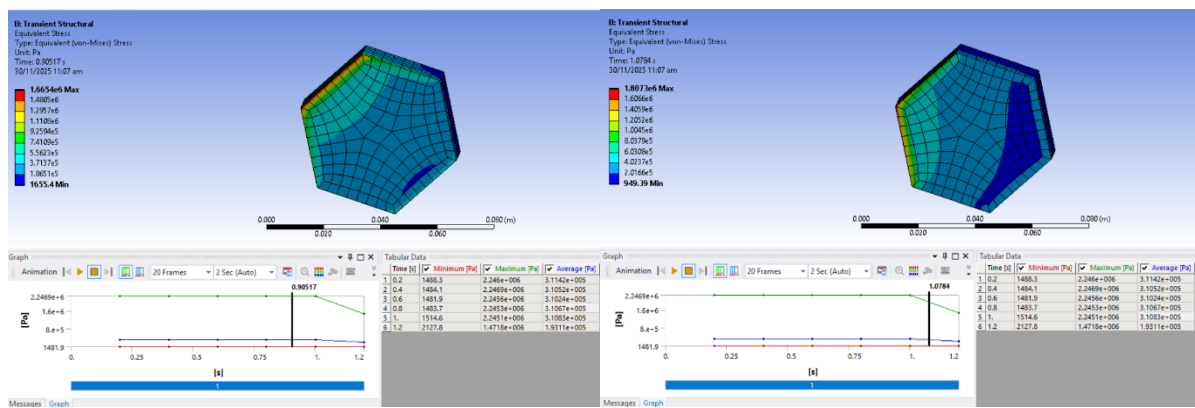 B: Transient Structural
Equivalent Stress
Type: Equivalent (von-Mises) Stress
Unit: Pa
Time: 0.90517 s
30/11/2025 11:07 am
1.6654e6 Max
1.4805e6
1.2957e6
1.1108e6
9.2594e5
7.4109e5
5.5623e5
3.7137e5
1.8651e5
1655.4 Min
0.000
0.040
0.080 (m)
0.020
0.060
Graph
Animation
20 Frames
2 Sec (Auto)
0.90517
2.2469e+6
1.6e+6
8.e+5
1481.9
[Pa]
0.
0.25
0.5
0.75
1.
1.2
[s]
1
Messages Graph
Tabular Data
Time [s] Minimum [Pa] Maximum [Pa] Average [Pa]
1 0.2 1488.3 2.246e+006 3.1142e+005
2 0.4 1484.1 2.2469e+006 3.1052e+005
3 0.6 1481.9 2.2456e+006 3.1024e+005
4 0.8 1483.7 2.2453e+006 3.1067e+005
5 1. 1514.6 2.2451e+006 3.1083e+005
6 1.2 2127.8 1.4718e+006 1.9311e+005
B: Transient Structural
Equivalent Stress
Type: Equivalent (von-Mises) Stress
Unit: Pa
Time: 1.0784 s
30/11/2025 11:07 am
1.8073e6 Max
1.6066e6
1.4059e6
1.2052e6
1.0045e6
8.0379e5
6.0308e5
4.0237e5
2.0166e5
949.39 Min
0.000
0.040
0.080 (m)
0.020
0.060
Graph
Animation
20 Frames
2 Sec (Auto)
1.0784
2.2469e+6
1.6e+6
8.e+5
1481.9
[Pa]
0.
0.25
0.5
0.75
1.
1.2
[s]
1
Messages Graph
Tabular Data
Time [s] Minimum [Pa] Maximum [Pa] Average [Pa]
1 0.2 1488.3 2.246e+006 3.1142e+005
2 0.4 1484.1 2.2469e+006 3.1052e+005
3 0.6 1481.9 2.2456e+006 3.1024e+005
4 0.8 1483.7 2.2453e+006 3.1067e+005
5 1. 1514.6 2.2451e+006 3.1083e+005
6 1.2 2127.8 1.4718e+006 1.9311e+005